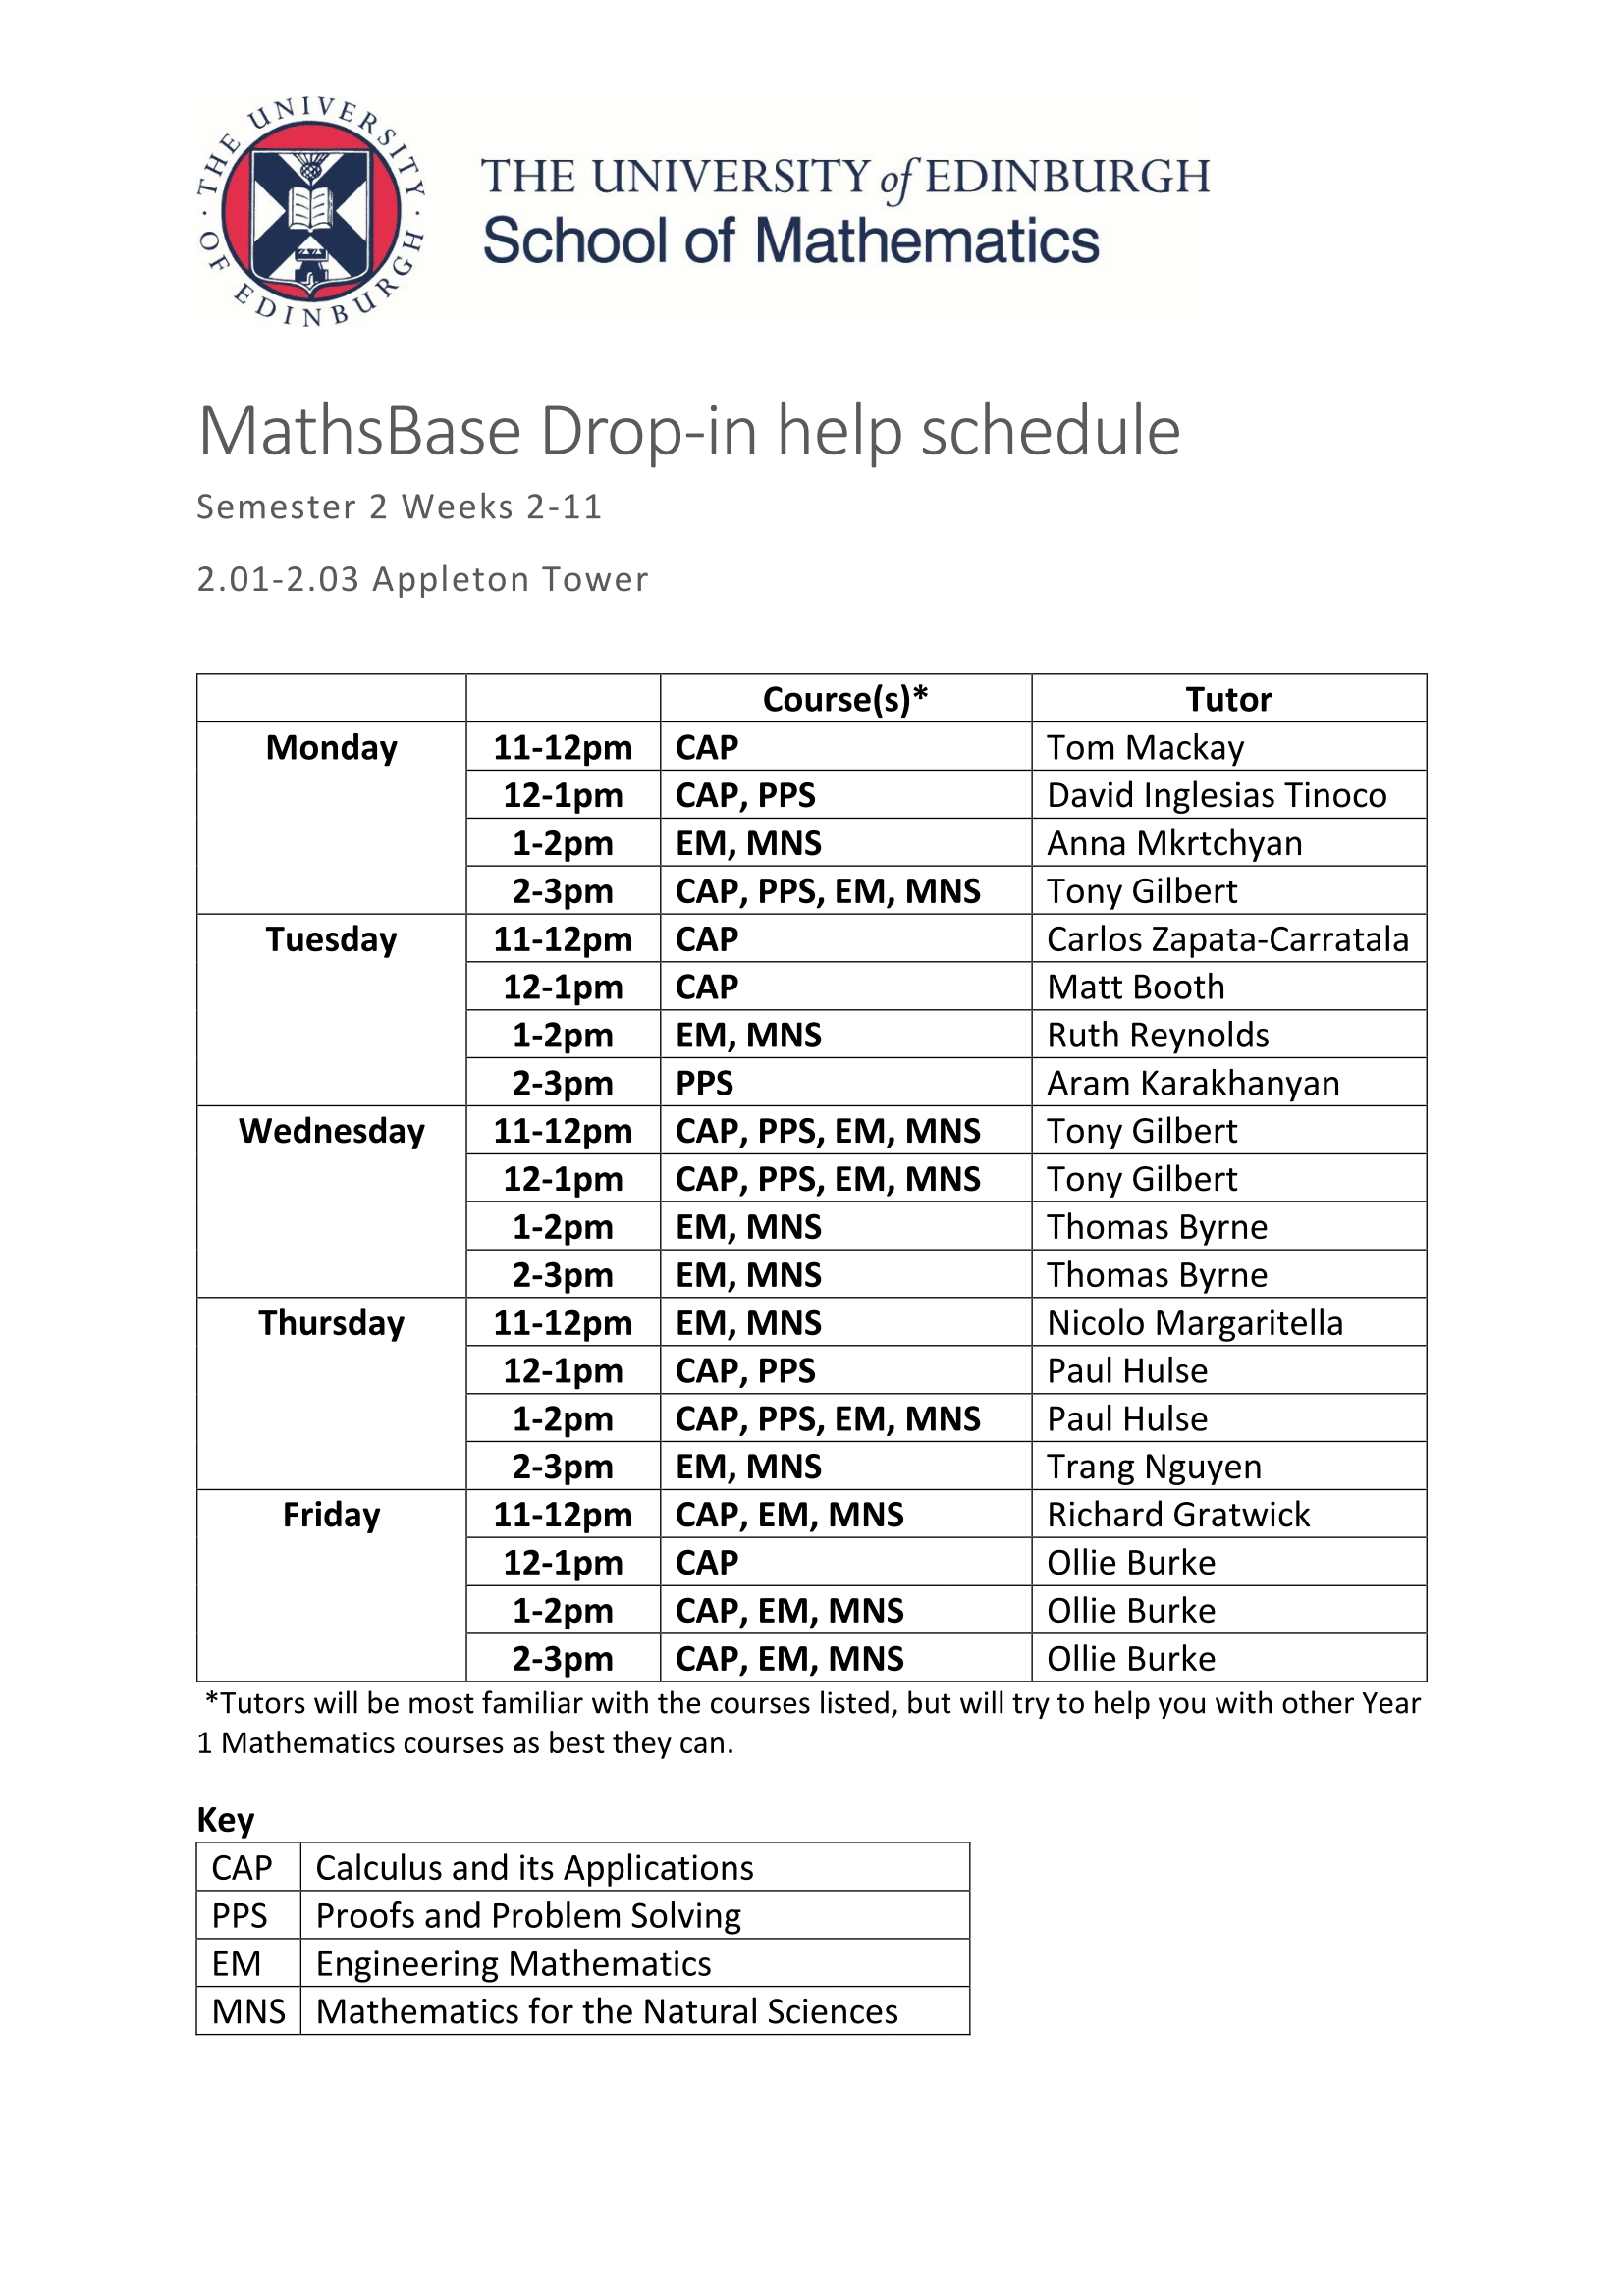 THE UNIVERSITY OF EDINBURGH
THE UNIVERSITY of EDINBURGH
School of Mathematics
MathsBase Drop-in help schedule
Semester 2 Weeks 2-11
2.01-2.03 Appleton Tower
Course(s)* Tutor
Monday 11-12pm CAP Tom Mackay
12-1pm CAP, PPS David Inglesias Tinoco
1-2pm EM, MNS Anna Mkrtchyan
2-3pm CAP, PPS, EM, MNS Tony Gilbert
Tuesday 11-12pm CAP Carlos Zapata-Carratala
12-1pm CAP Matt Booth
1-2pm EM, MNS Ruth Reynolds
2-3pm PPS Aram Karakhanyan
Wednesday 11-12pm CAP, PPS, EM, MNS Tony Gilbert
12-1pm CAP, PPS, EM, MNS Tony Gilbert
1-2pm EM, MNS Thomas Byrne
2-3pm EM, MNS Thomas Byrne
Thursday 11-12pm EM, MNS Nicolo Margaritella
12-1pm CAP, PPS Paul Hulse
1-2pm CAP, PPS, EM, MNS Paul Hulse
2-3pm EM, MNS Trang Nguyen
Friday 11-12pm CAP, EM, MNS Richard Gratwick
12-1pm CAP Ollie Burke
1-2pm CAP, EM, MNS Ollie Burke
2-3pm CAP, EM, MNS Ollie Burke
*Tutors will be most familiar with the courses listed, but will try to help you with other Year
1 Mathematics courses as best they can.
Key
CAP Calculus and its Applications
PPS Proofs and Problem Solving
EM Engineering Mathematics
MNS Mathematics for the Natural Sciences